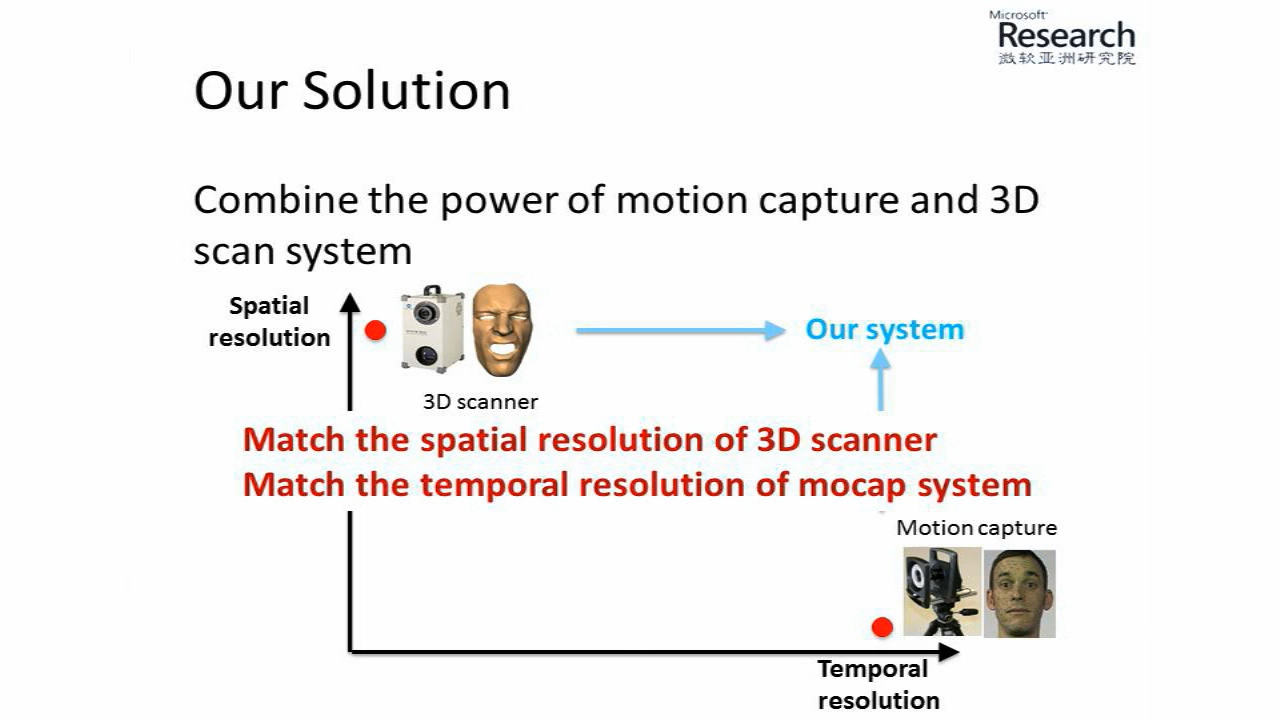 Microsoft
Research
微软亚洲研究院
Our Solution
Combine the power of motion capture and 3D
scan system
Spatial
resolution
Our system
3D scanner
Match the spatial resolution of 3D scanner
Match the temporal resolution of mocap system
Motion capture
Temporal
resolution